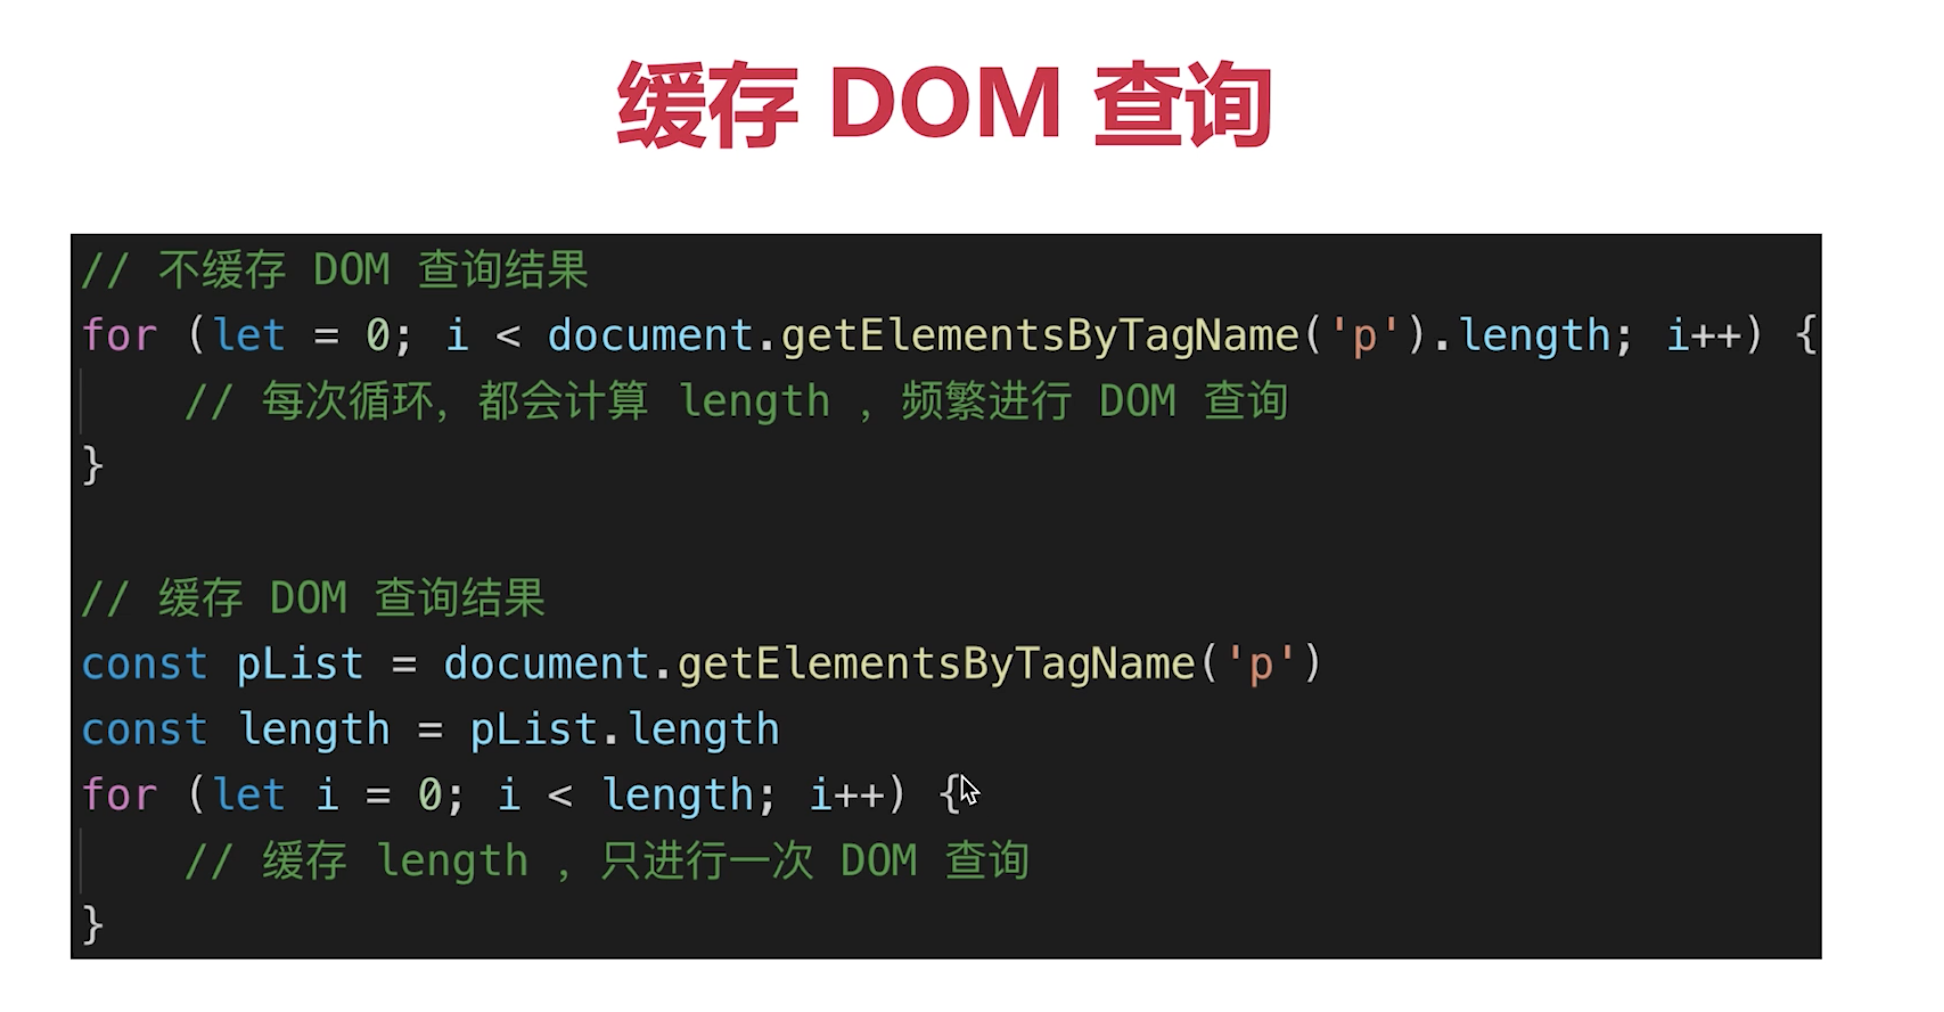 缓存 DOM 查询
// 不缓存 DOM 查询结果
for (let = 0; i < document.getElementsByTagName('p').length; i++) {
    // 每次循环，都会计算 length ，频繁进行 DOM 查询
}
// 缓存 DOM 查询结果
const pList = document.getElementsByTagName('p')
const length = pList.length
for (let i = 0; i < length; i++) {
    // 缓存 length ，只进行一次 DOM 查询
}